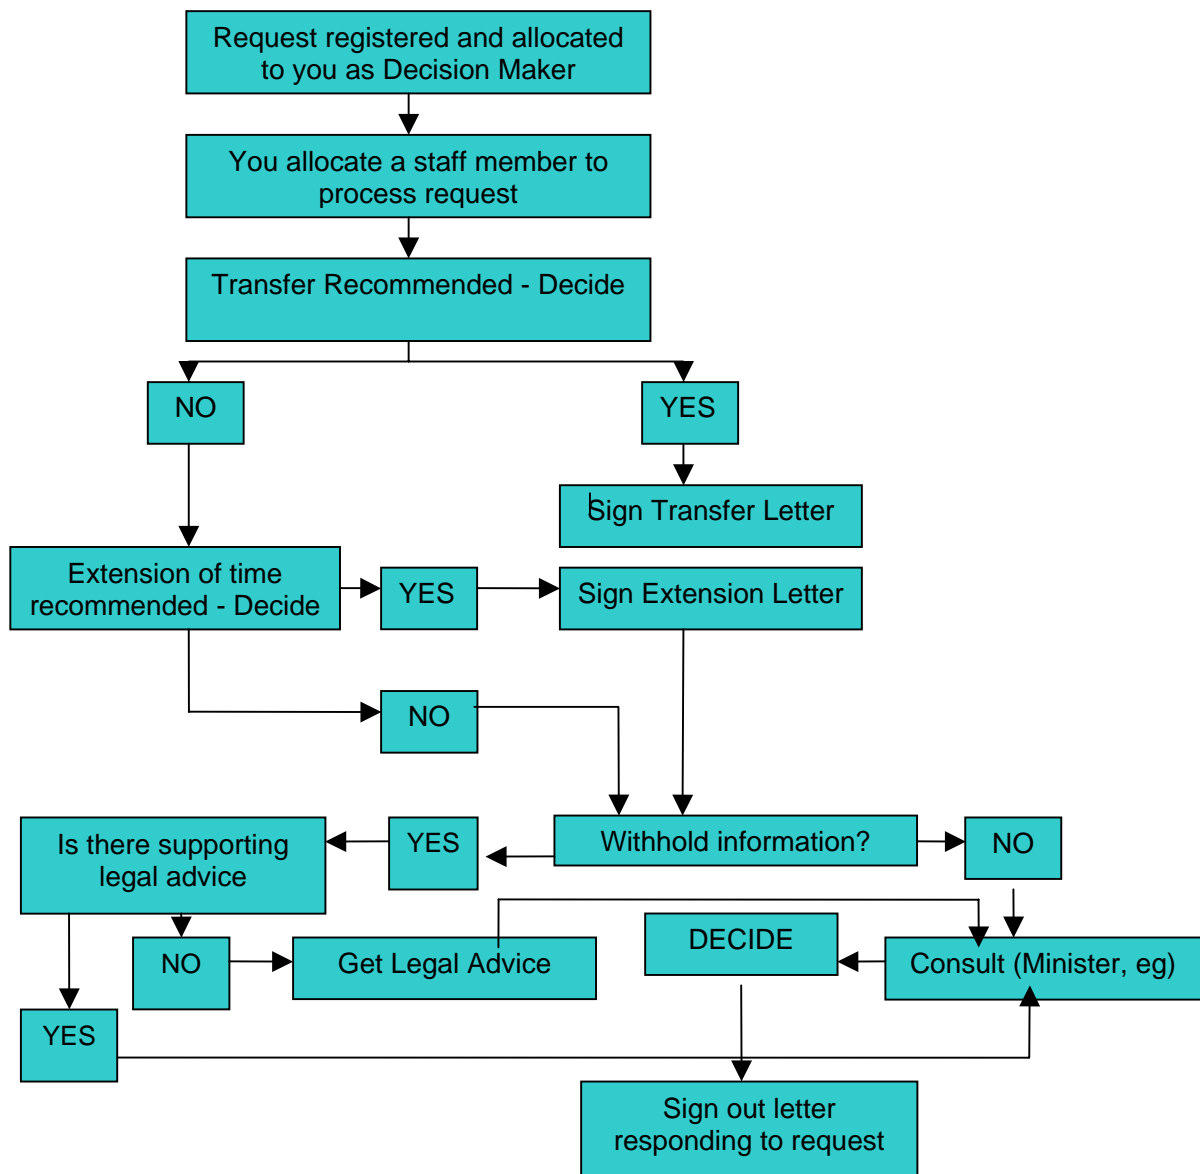 Request registered and allocated
to you as Decision Maker
You allocate a staff member to
process request
Transfer Recommended - Decide
NO
YES
Sign Transfer Letter
Extension of time
recommended - Decide
YES
Sign Extension Letter
NO
Is there supporting
legal advice
YES
Withhold information?
NO
NO
Get Legal Advice
DECIDE
Consult (Minister, eg)
YES
Sign out letter
responding to request